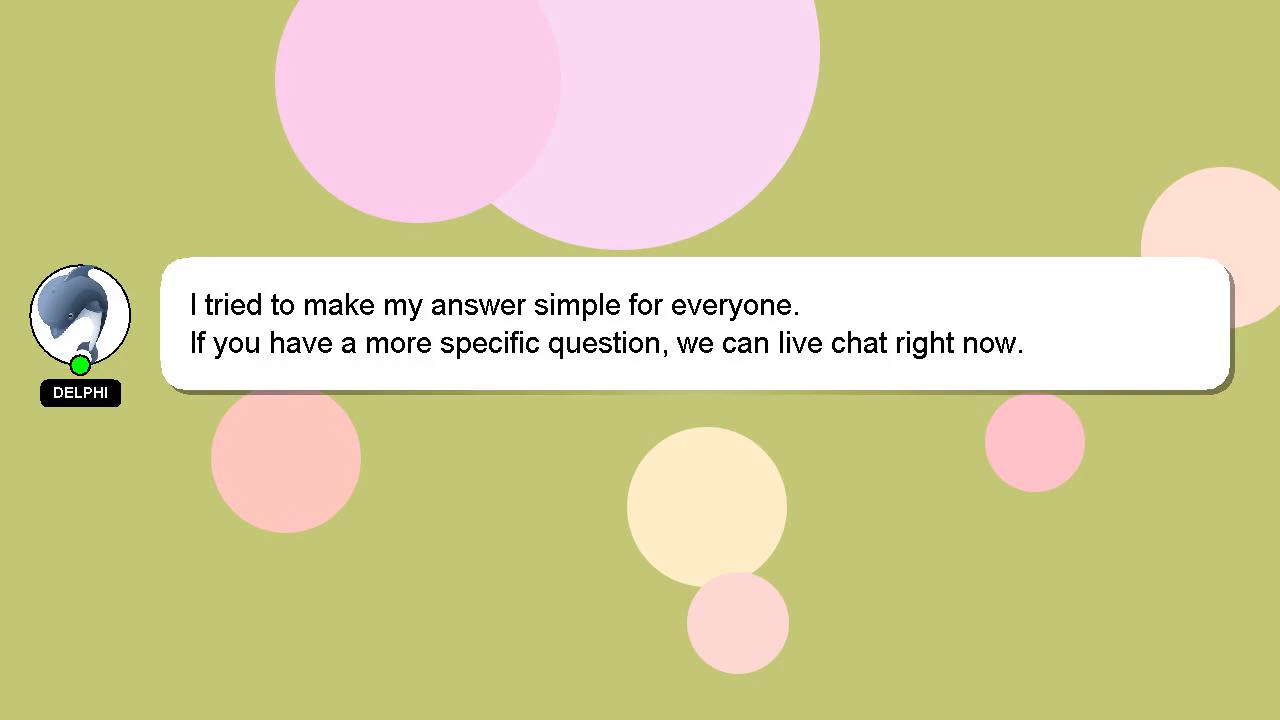 I tried to make my answer simple for everyone.
If you have a more specific question, we can live chat right now.
DELPHI